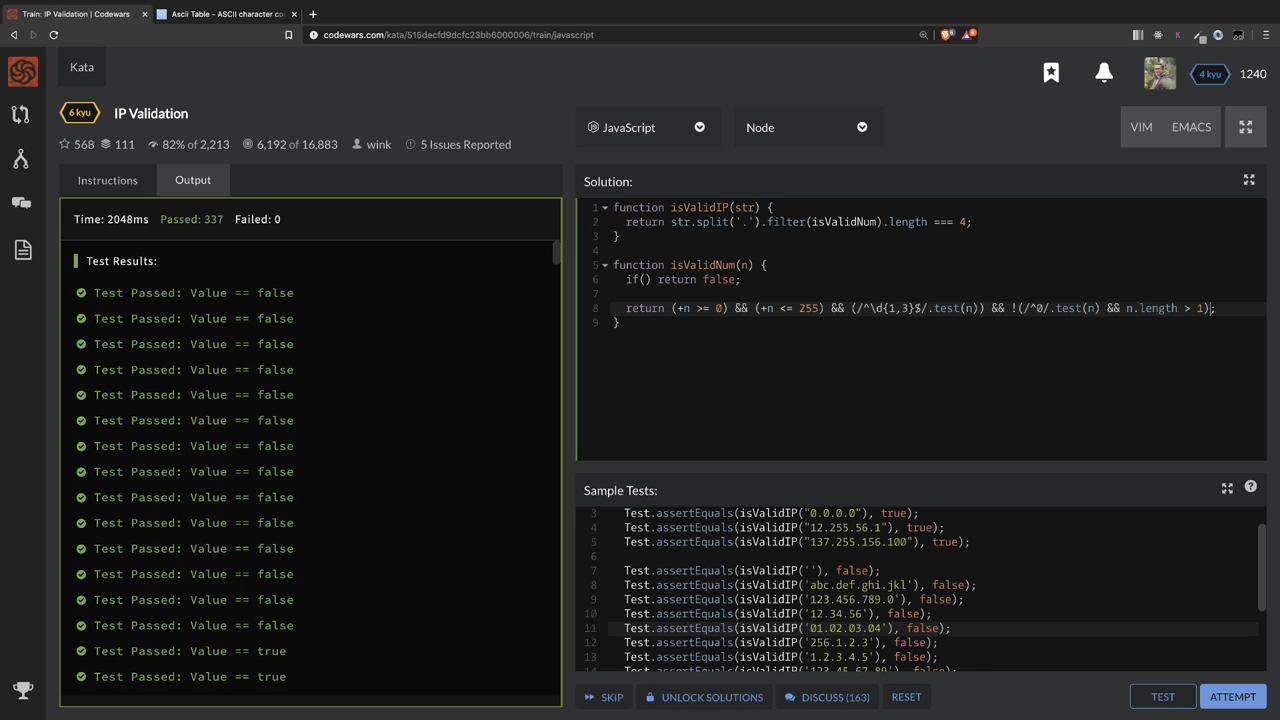 Train: IP Validation | Codewars
Ascii Table - ASCII character co
codewars.com/kata/515decfd9dcfc23bb6000006/train/javascript
Kata
4 kyu
1240
6 kyu
IP Validation
JavaScript
Node
VIM
EMACS
568
111
82% of 2,213
6,192 of 16,883
wink
5 Issues Reported
Instructions
Output
Time: 2048ms Passed: 337 Failed: 0
Test Results:
Test Passed: Value == false
Test Passed: Value == false
Test Passed: Value == false
Test Passed: Value == false
Test Passed: Value == false
Test Passed: Value == false
Test Passed: Value == false
Test Passed: Value == false
Test Passed: Value == false
Test Passed: Value == false
Test Passed: Value == false
Test Passed: Value == false
Test Passed: Value == false
Test Passed: Value == false
Test Passed: Value == true
Test Passed: Value == true
Solution:
1 function isValidIP(str) {
2 return str.split('.').filter(isValidNum).length === 4;
3 }
4
5 function isValidNum(n) {
6 if() return false;
7
8 return (+n >= 0) && (+n <= 255) && (/^\d{1,3}$/.test(n)) && !(/^0/.test(n) && n.length > 1);
9 }
Sample Tests:
3 Test.assertEquals(isValidIP("0.0.0.0"), true);
4 Test.assertEquals(isValidIP("12.255.56.1"), true);
5 Test.assertEquals(isValidIP("137.255.156.100"), true);
6
7 Test.assertEquals(isValidIP(''), false);
8 Test.assertEquals(isValidIP('abc.def.ghi.jkl'), false);
9 Test.assertEquals(isValidIP('123.456.789.0'), false);
10 Test.assertEquals(isValidIP('12.34.56'), false);
11 Test.assertEquals(isValidIP('01.02.03.04'), false);
12 Test.assertEquals(isValidIP('256.1.2.3'), false);
13 Test.assertEquals(isValidIP('1.2.3.4.5'), false);
14 Test.assertEquals(isValidIP('123.45.67.89'), false);
SKIP
UNLOCK SOLUTIONS
DISCUSS (163)
RESET
TEST
ATTEMPT